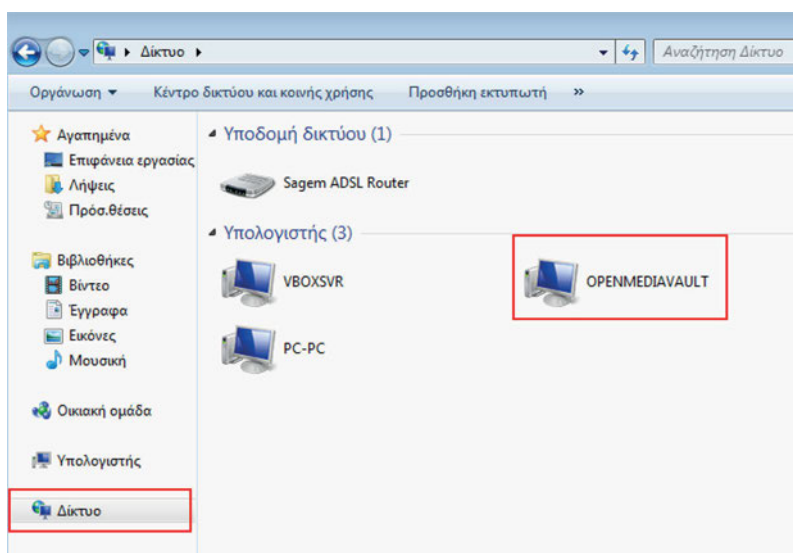 Δίκτυο
Αναζήτηση Δίκτυο
Οργάνωση
Κέντρο δικτύου και κοινής χρήσης
Προσθήκη εκτυπωτή
»
Αγαπημένα
Επιφάνεια εργασίας
Λήψεις
Πρόσ.θέσεις
Βιβλιοθήκες
Βίντεο
Έγγραφα
Εικόνες
Μουσική
Οικιακή ομάδα
Υπολογιστής
Δίκτυο
Υποδομή δικτύου (1)
Sagem ADSL Router
Υπολογιστής (3)
VBOXSVR
OPENMEDIAVAULT
PC-PC